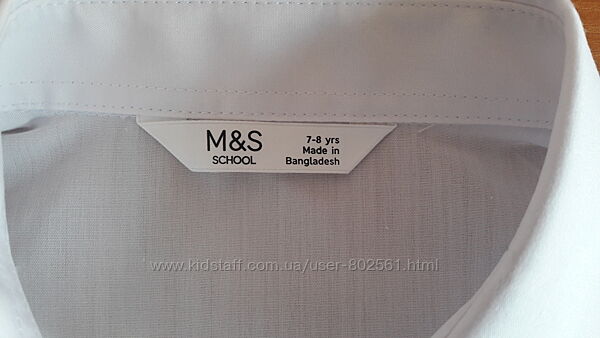 M&S
SCHOOL
7-8 yrs
Made in
Bangladesh
www.kidstaff.com.ua/user-802561.html